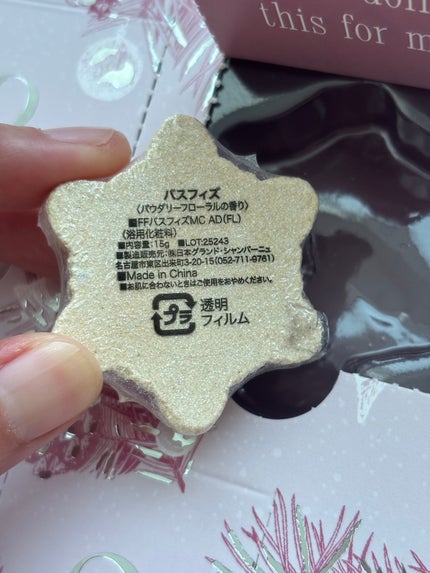 this for m
バスフィズ
〈パウダリーフローラルの香り〉
■FFバスフィズMC AD(FL)
〈浴用化粧料〉
■内容量:15g ■LOT:25243
■製造販売元:㈱日本グランド・シャンパーニュ
名古屋市東区出来町3-20-15(052-711-9761)
■Made in China
■お肌に合わないときはご使用をおやめください。
プラ
透明
フィルム